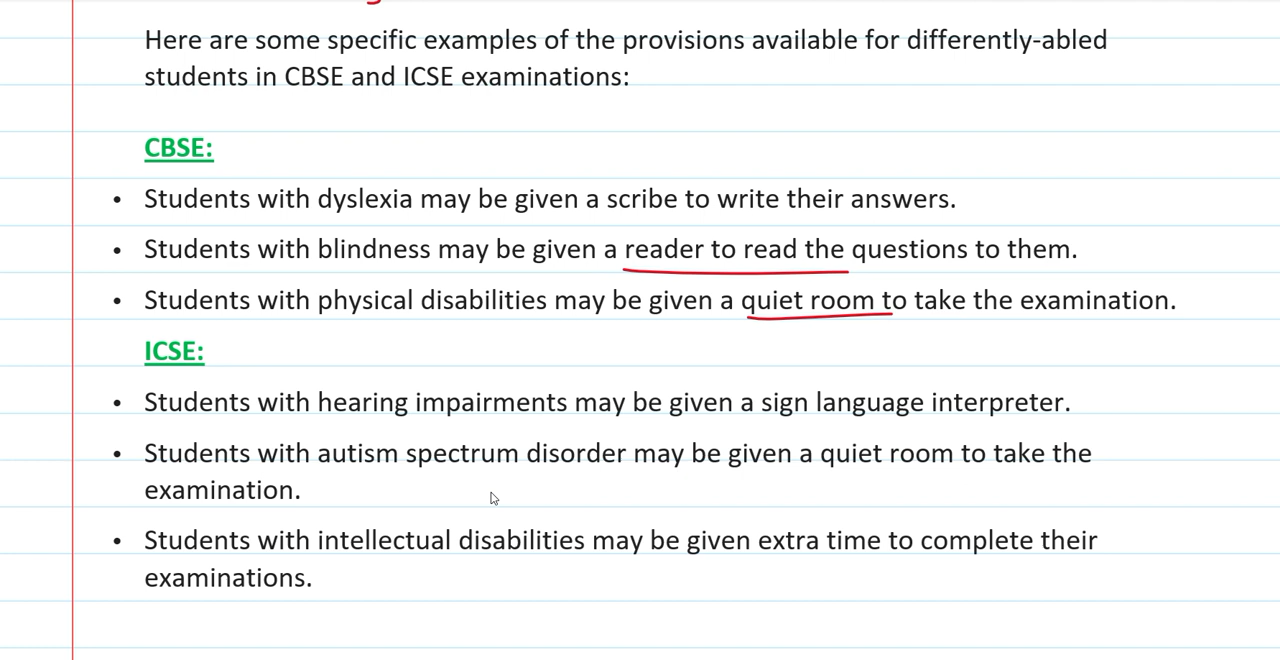 Here are some specific examples of the provisions available for differently-abled
students in CBSE and ICSE examinations:
CBSE:
• Students with dyslexia may be given a scribe to write their answers.
• Students with blindness may be given a reader to read the questions to them.
• Students with physical disabilities may be given a quiet room to take the examination.
ICSE:
• Students with hearing impairments may be given a sign language interpreter.
• Students with autism spectrum disorder may be given a quiet room to take the
examination.
• Students with intellectual disabilities may be given extra time to complete their
examinations.